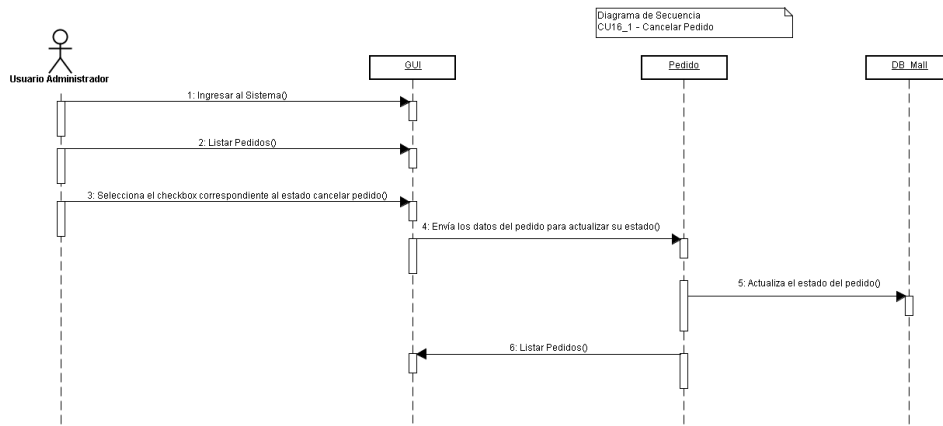 Diagrama de Secuencia
CU16_1 - Cancelar Pedido
Usuario Administrador
GUI
Pedido
DB_Mall
1: Ingresar al Sistema()
2: Listar Pedidos()
3: Selecciona el checkbox correspondiente al estado cancelar pedido()
4: Envía los datos del pedido para actualizar su estado()
5: Actualiza el estado del pedido()
6: Listar Pedidos()